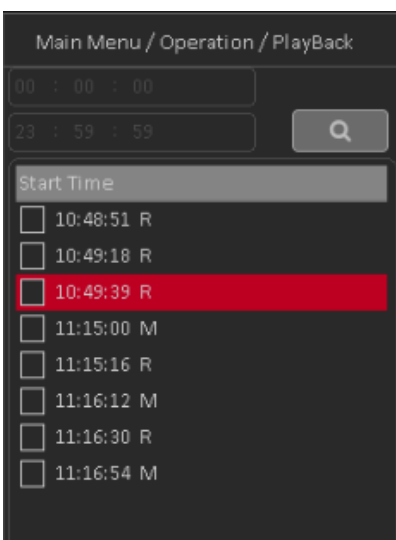 Main Menu / Operation / PlayBack
00 : 00 : 00
23 : 59 : 59
Start Time
10:48:51 R
10:49:18 R
10:49:39 R
11:15:00 M
11:15:16 R
11:16:12 M
11:16:30 R
11:16:54 M